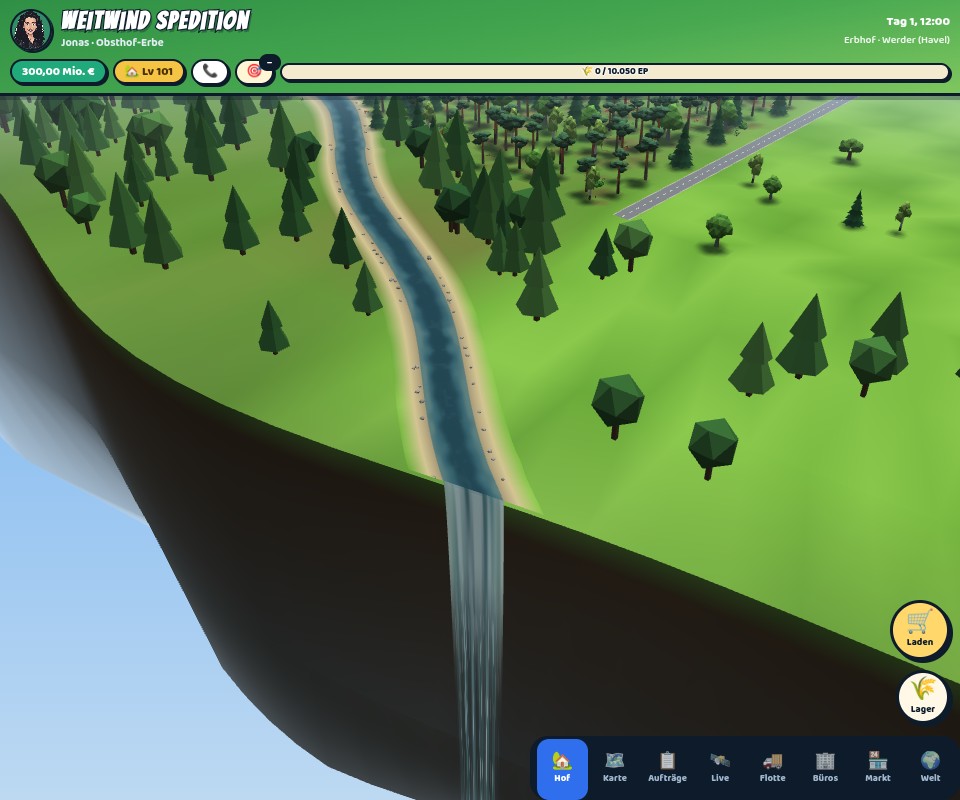 WEITWIND SPEDITION
Jonas · Obsthof-Erbe
Tag 1, 12:00
Erbhof · Werder (Havel)
300,00 Mio. €
Lv 101
–
0 / 10.050 EP
Laden
Lager
Hof
Karte
Aufträge
Live
Flotte
Büros
Markt
Welt